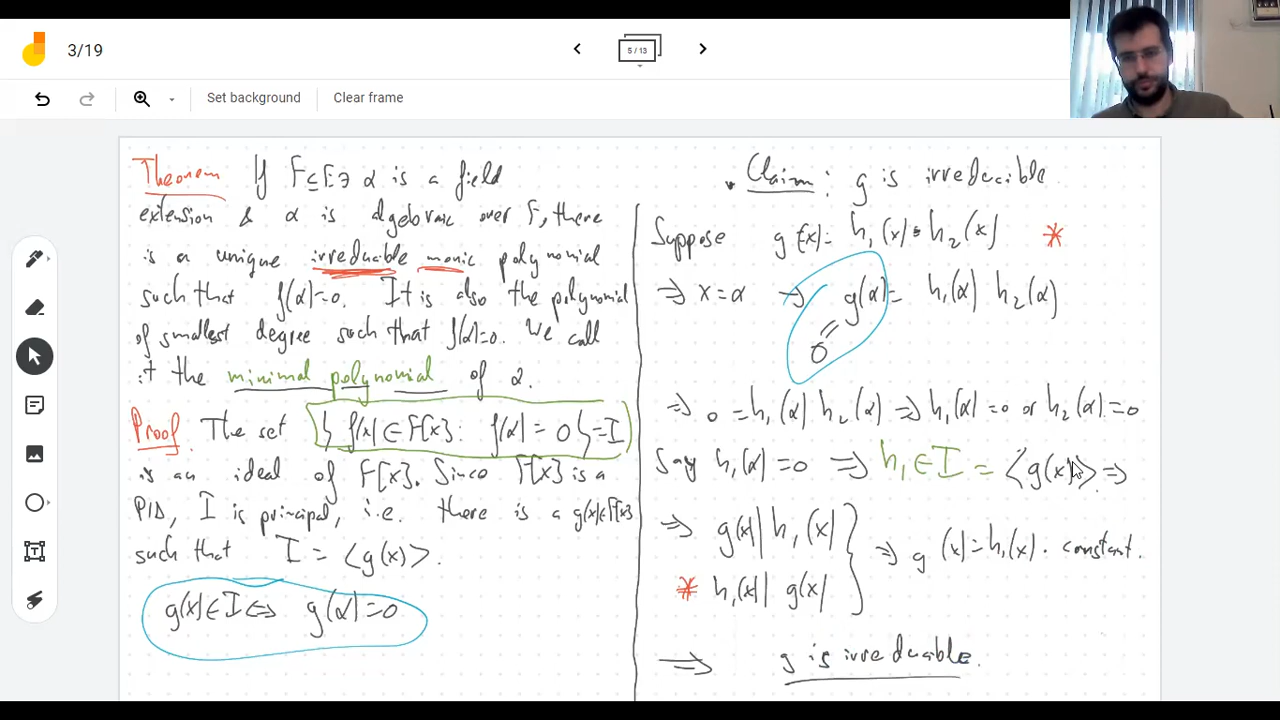 3/19
5 / 13
Set background
Clear frame
Theorem If F⊆E∋α is a field
extension & α is algebraic over F, there
is a unique irreducible monic polynomial
such that f(α)=0. It is also the polynomial
of smallest degree such that f(α)=0. We call
it the minimal polynomial of α.
Proof The set {f(x)∈F[x]: f(α)=0}=I
is an ideal of F[x]. Since F[x] is a
PID, I is principal, i.e. there is a g(x)∈F[x]
such that I = <g(x)>.
g(x)∈I⇔ g(α)=0
• Claim: g is irreducible
Suppose g(x)= h₁(x)•h₂(x) *
⇒ x=α ⇒ g(α)= h₁(α) h₂(α)
0 =
⇒ 0=h₁(α) h₂(α) ⇒ h₁(α)=0 or h₂(α)=0
Say h₁(α)=0 ⇒ h₁∈I = <g(x)>. ⇒
⇒ g(x)| h₁(x) } ⇒ g(x)=h₁(x). constant.
* h₁(x)| g(x)
⇒ g is irreducible.